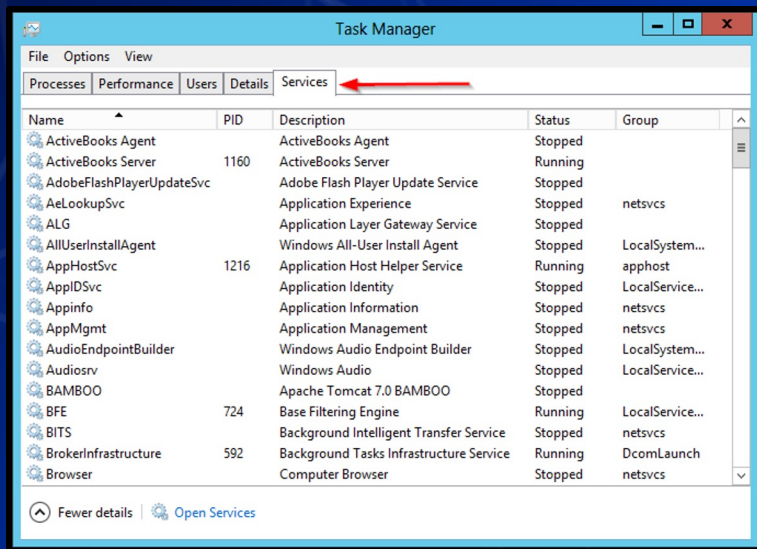 Task Manager
File Options View
Processes Performance Users Details Services
Name PID Description Status Group
ActiveBooks Agent ActiveBooks Agent Stopped
ActiveBooks Server 1160 ActiveBooks Server Running
AdobeFlashPlayerUpdateSvc Adobe Flash Player Update Service Stopped
AeLookupSvc Application Experience Stopped netsvcs
ALG Application Layer Gateway Service Stopped
AllUserInstallAgent Windows All-User Install Agent Stopped LocalSystem...
AppHostSvc 1216 Application Host Helper Service Running apphost
AppIDSvc Application Identity Stopped LocalService...
Appinfo Application Information Stopped netsvcs
AppMgmt Application Management Stopped netsvcs
AudioEndpointBuilder Windows Audio Endpoint Builder Stopped LocalSystem...
Audiosrv Windows Audio Stopped LocalService...
BAMBOO Apache Tomcat 7.0 BAMBOO Stopped
BFE 724 Base Filtering Engine Running LocalService...
BITS Background Intelligent Transfer Service Stopped netsvcs
BrokerInfrastructure 592 Background Tasks Infrastructure Service Running DcomLaunch
Browser Computer Browser Stopped netsvcs
Fewer details Open Services